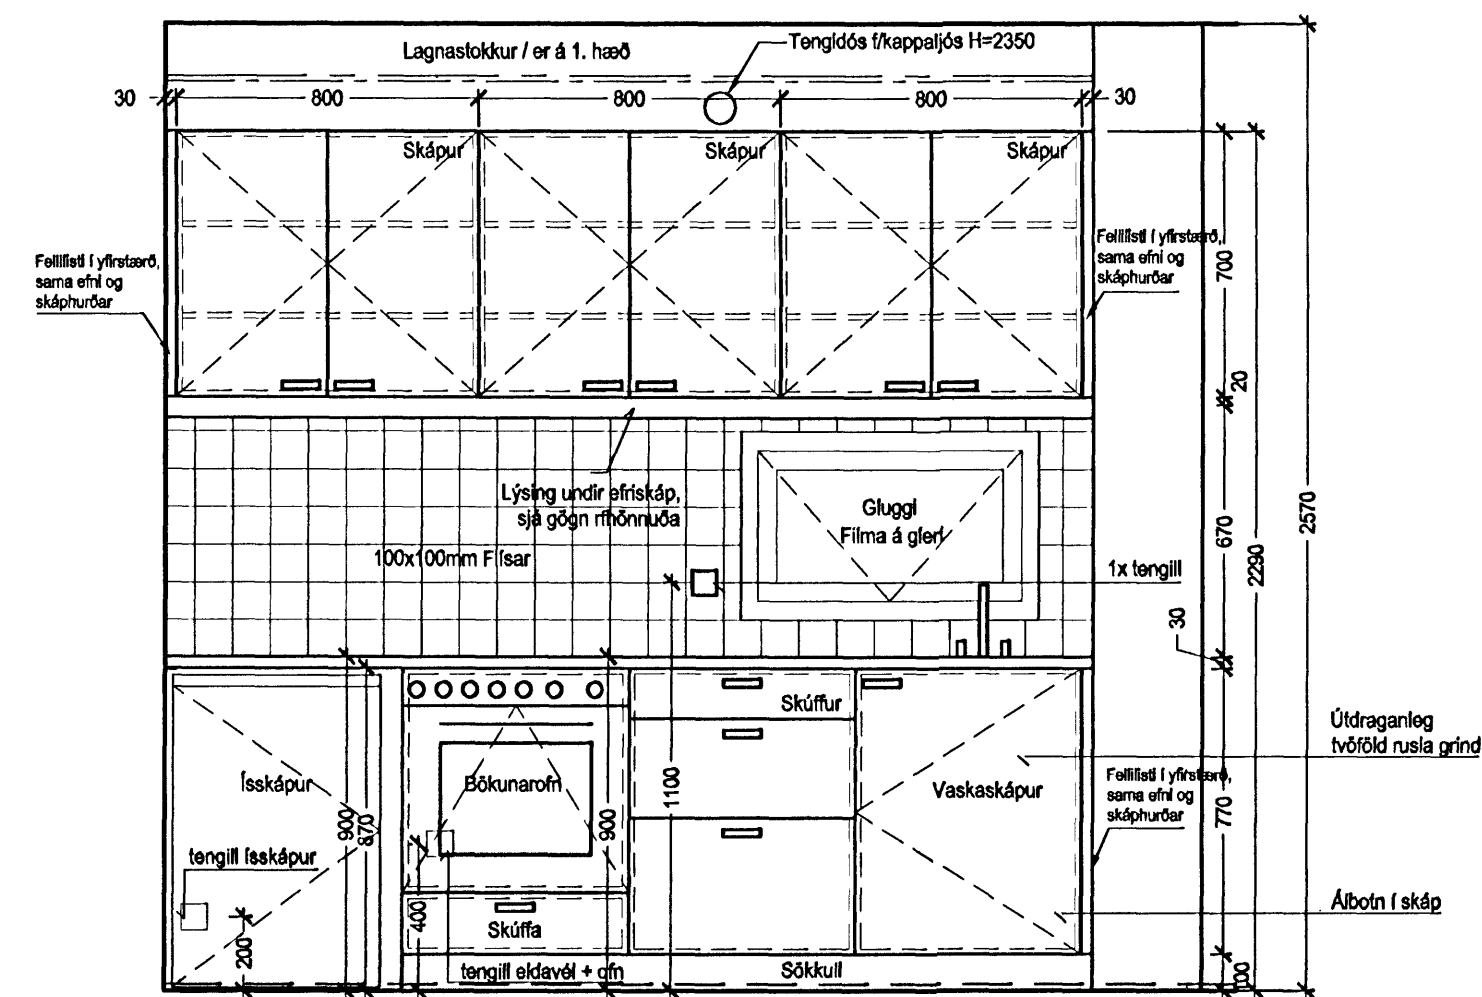 Lagnastokkur / er á 1. hæð
Tengidós f/kappaljós H=2350
30
800
800
800
30
Skápur
Skápur
Skápur
Fellilisti í yfirstærð,
sama efni og
skáphurðar
Fellilisti í yfirstærð,
sama efni og
skáphurðar
700
20
2570
Lýsing undir efriskáp,
sjá gögn rfhönnuða
100x100mm Flísar
Gluggi
Filma á gleri
670
2290
1x tengill
30
Skúffur
Útdraganleg
tvöföld rusla grind
Ísskápur
Bökunarofn
Vaskaskápur
Fellilisti í yfirstærð,
sama efni og
skáphurðar
1100
900
870
900
770
tengill ísskápur
Álbotn í skáp
400
Skúffa
200
tengill eldavél + ofn
Sökkull
100